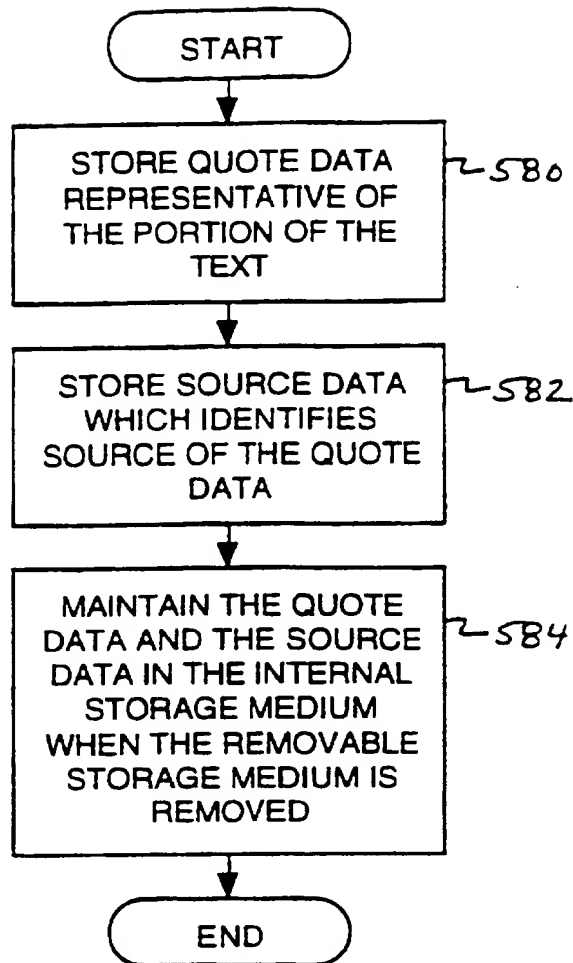 START
STORE QUOTE DATA
REPRESENTATIVE OF
THE PORTION OF THE
TEXT
580
STORE SOURCE DATA
WHICH IDENTIFIES
SOURCE OF THE QUOTE
DATA
582
MAINTAIN THE QUOTE
DATA AND THE SOURCE
DATA IN THE INTERNAL
STORAGE MEDIUM
WHEN THE REMOVABLE
STORAGE MEDIUM IS
REMOVED
584
END